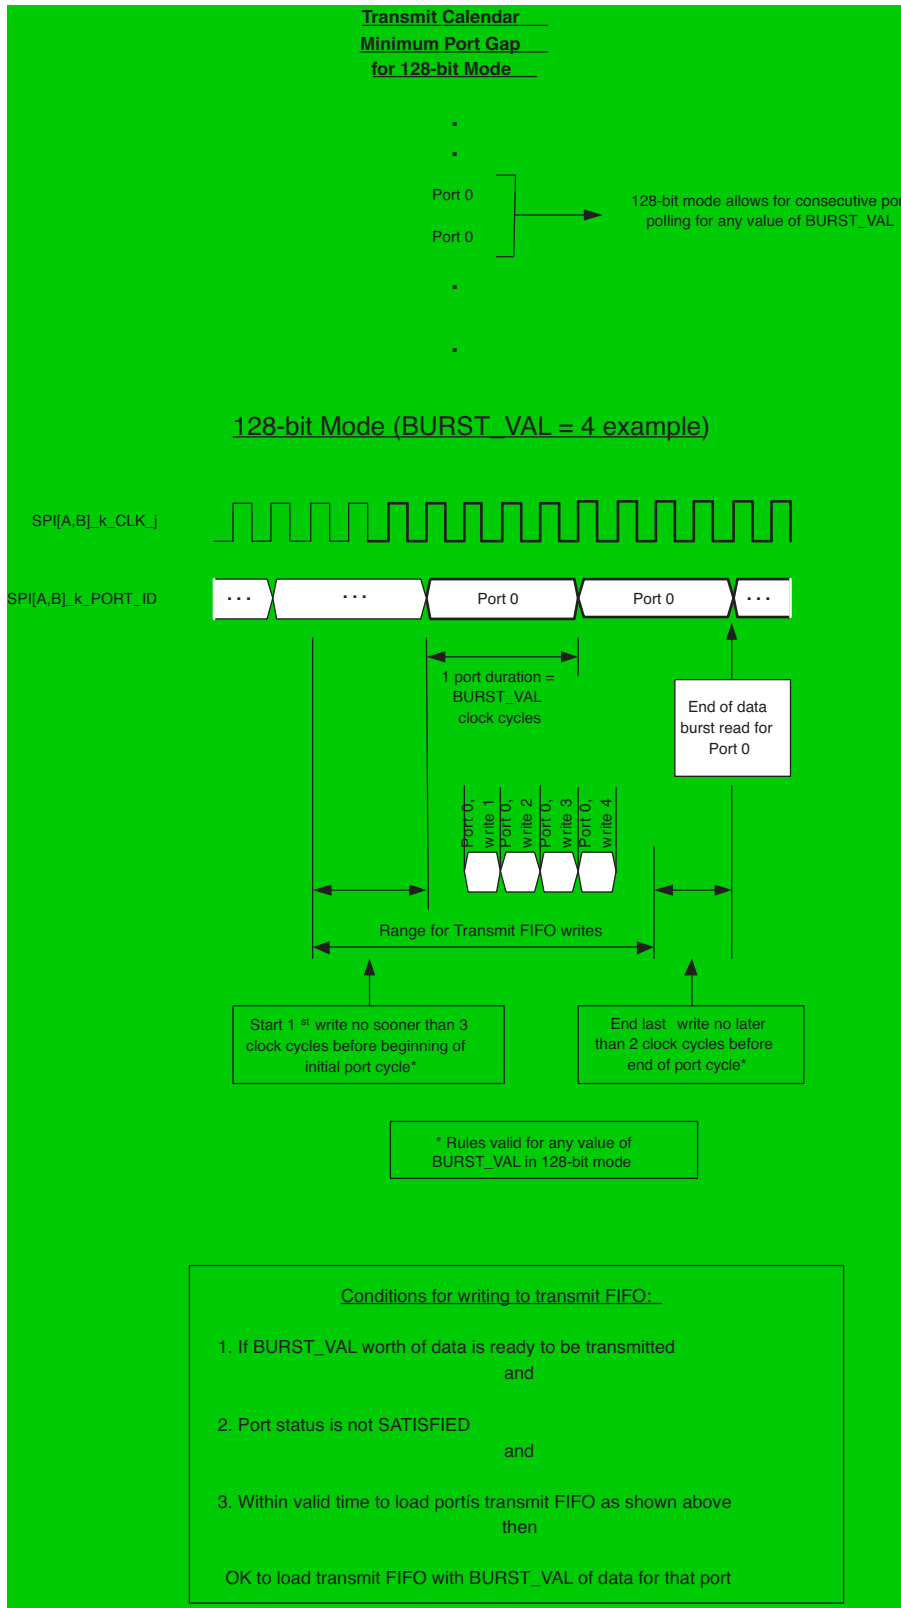 Transmit Calendar
Minimum Port Gap
for 128-bit Mode
.
.
Port 0
Port 0
128-bit mode allows for consecutive por
polling for any value of BURST_VAL
.
.
128-bit Mode (BURST_VAL = 4 example)
SPI[A,B]_k_CLK_j
SPI[A,B]_k_PORT_ID
. . .
. . .
Port 0
Port 0
. . .
1 port duration =
BURST_VAL
clock cycles
End of data
burst read for
Port 0
Port 0,
write 1
Port 0,
write 2
Port 0,
write 3
Port 0,
write 4
Range for Transmit FIFO writes
Start 1 st write no sooner than 3
clock cycles before beginning of
initial port cycle*
End last write no later
than 2 clock cycles before
end of port cycle*
* Rules valid for any value of
BURST_VAL in 128-bit mode
Conditions for writing to transmit FIFO:
1. If BURST_VAL worth of data is ready to be transmitted
and
2. Port status is not SATISFIED
and
3. Within valid time to load portís transmit FIFO as shown above
then
OK to load transmit FIFO with BURST_VAL of data for that port